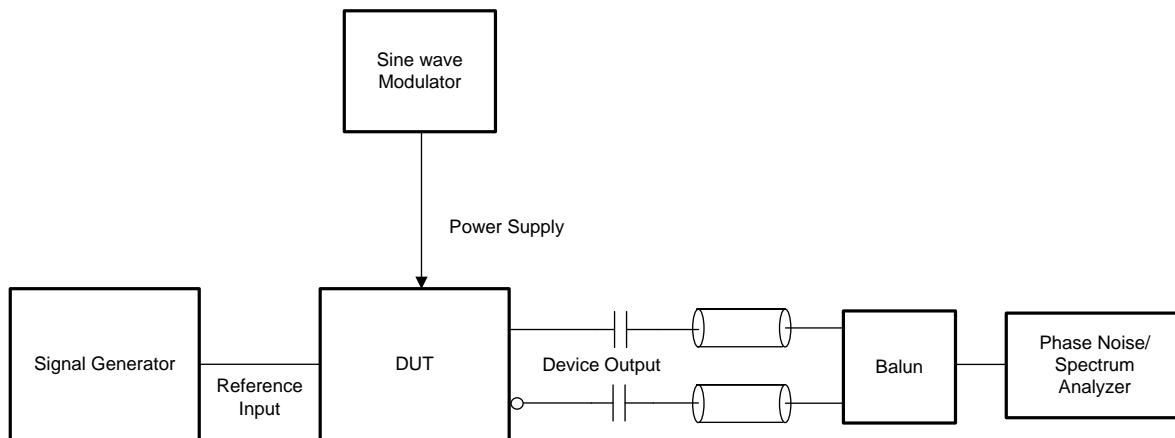 Sine wave
Modulator
Power Supply
Signal Generator
Reference
Input
DUT
Device Output
Balun
Phase Noise/
Spectrum
Analyzer